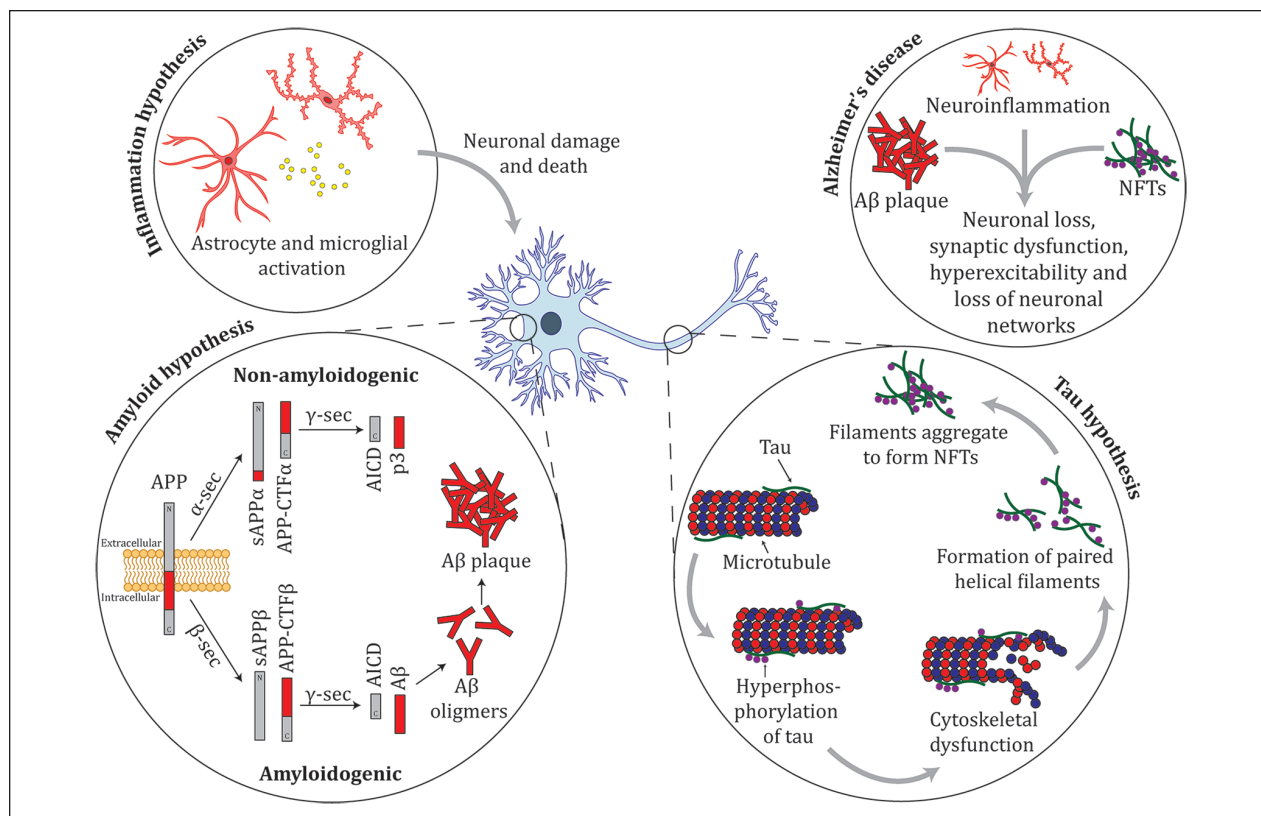 Inflammation hypothesis
Astrocyte and microglial
activation
Neuronal damage
and death
Alzheimer's disease
Neuroinflammation
Aβ plaque
NFTs
Neuronal loss,
synaptic dysfunction,
hyperexcitability and
loss of neuronal
networks
Amyloid hypothesis
Non-amyloidogenic
APP
N
C
Extracellular
Intracellular
α-sec
N
sAPPα
C
APP-CTFα
γ-sec
C
AICD
p3
β-sec
sAPPβ
N
APP-CTFβ
C
γ-sec
AICD
C
Aβ
Aβ
oligmers
Aβ plaque
Amyloidogenic
Tau hypothesis
Tau
Microtubule
Hyperphos-
phorylation
of tau
Cytoskeletal
dysfunction
Formation of paired
helical filaments
Filaments aggregate
to form NFTs